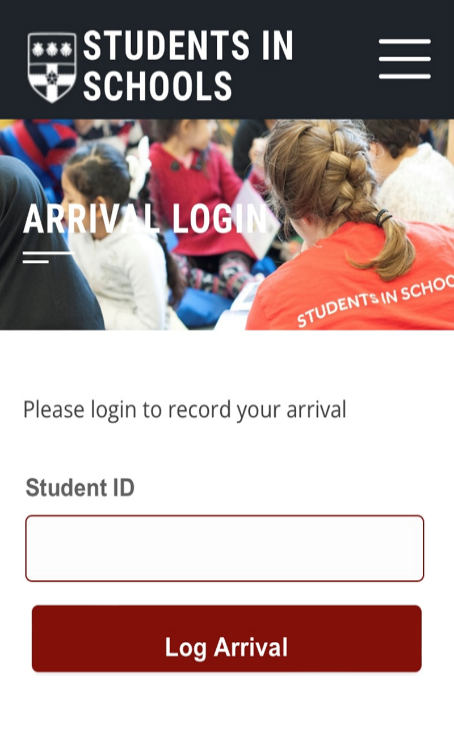 STUDENTS IN
SCHOOLS
ARRIVAL LOGIN
STUDENTS IN SCHOO
Please login to record your arrival
Student ID
Log Arrival